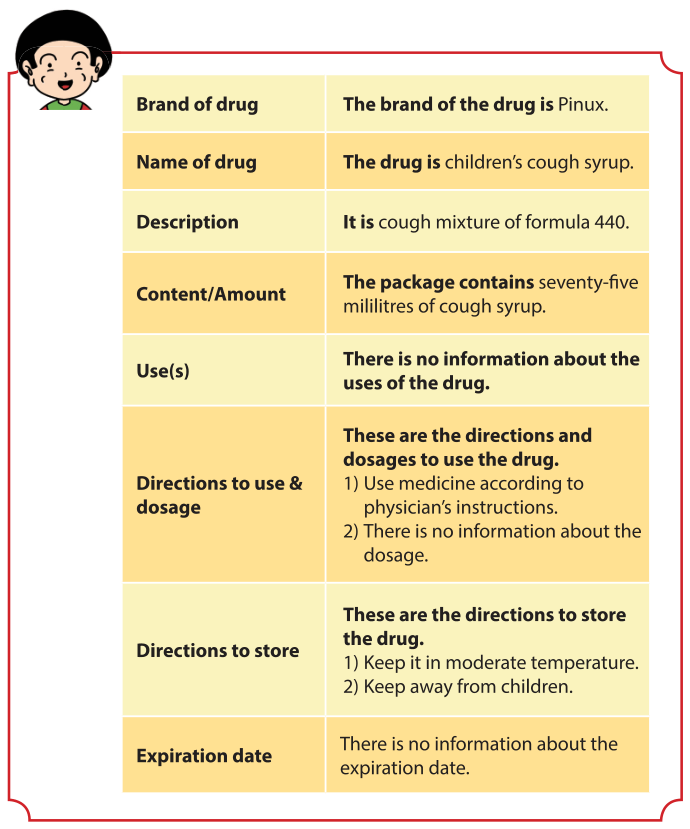 Brand of drug
The brand of the drug is Pinux.
Name of drug
The drug is children’s cough syrup.
Description
It is cough mixture of formula 440.
Content/Amount
The package contains seventy-five
mililitres of cough syrup.
Use(s)
There is no information about the
uses of the drug.
Directions to use &
dosage
These are the directions and
dosages to use the drug.
1) Use medicine according to
physician’s instructions.
2) There is no information about the
dosage.
Directions to store
These are the directions to store
the drug.
1) Keep it in moderate temperature.
2) Keep away from children.
Expiration date
There is no information about the
expiration date.